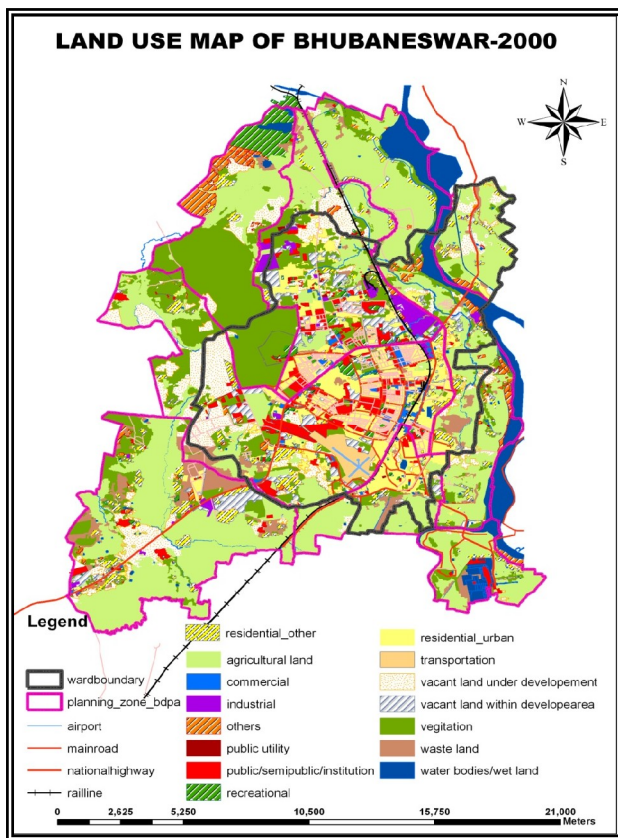 LAND USE MAP OF BHUBANESWAR-2000
N
W E
S
Legend
wardboundary
planning_zone_bdpa
airport
mainroad
nationalhighway
railline
residential_other
agricultural land
commercial
industrial
others
public utility
public/semipublic/institution
recreational
residential_urban
transportation
vacant land under developement
vacant land within developearea
vegitation
waste land
water bodies/wet land
0 2,625 5,250 10,500 15,750 21,000
Meters